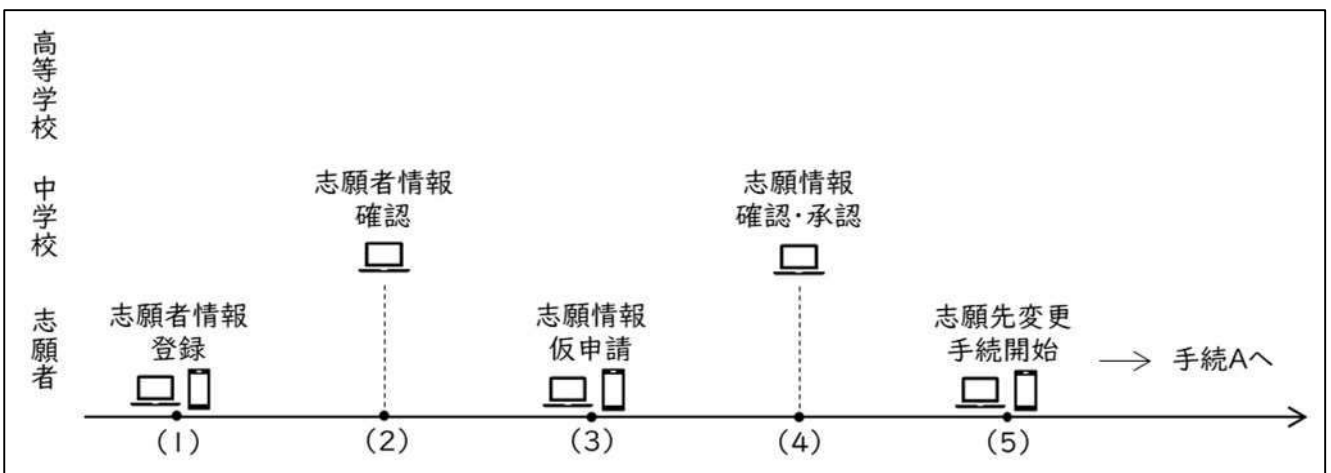 高等学校
中学校
志願者
志願者情報
確認
志願情報
確認・承認
志願者情報
登録
志願情報
仮申請
志願先変更
手続開始
→ 手続Aへ
(1)
(2)
(3)
(4)
(5)